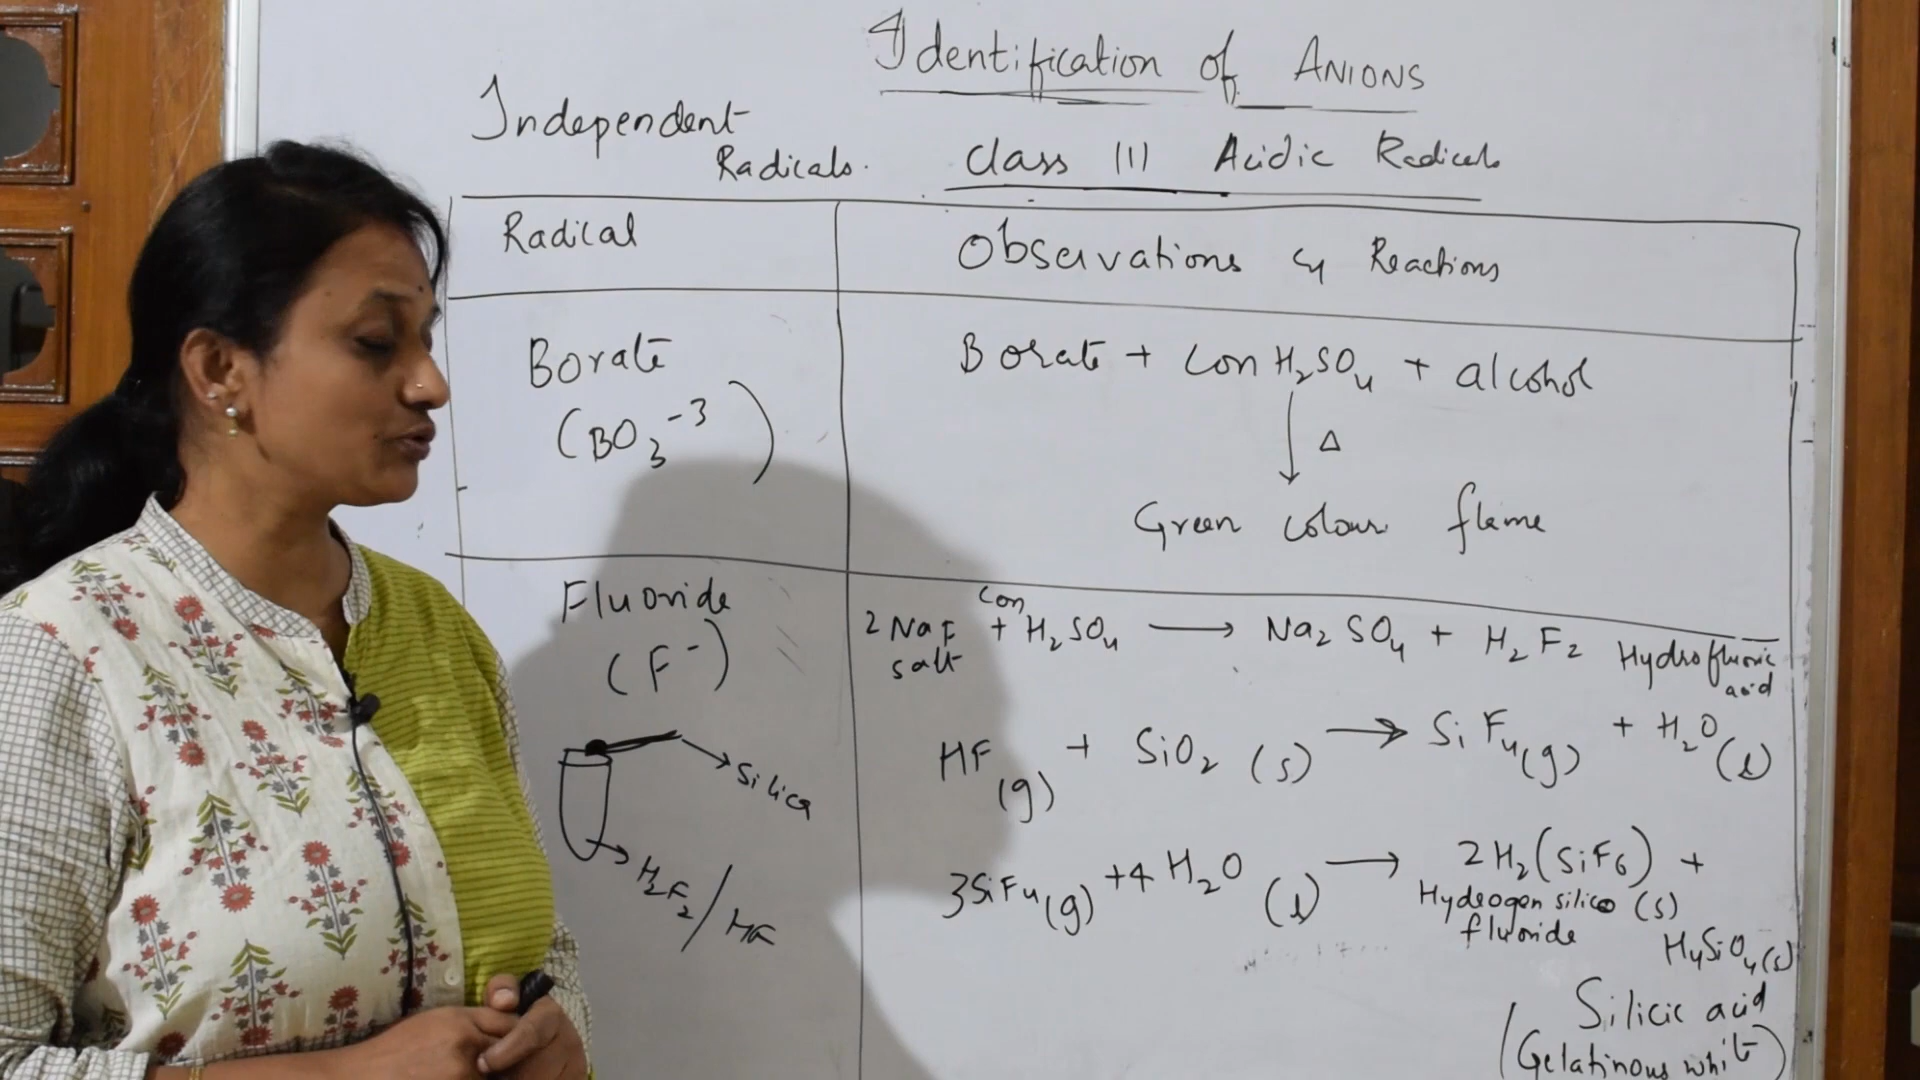 Identification of ANIONS
Independent
Radicals.
Class III Acidic Radicals
Radical
Observations & Reactions
Borate
(BO₃⁻³)
Borate + Con H₂SO₄ + alcohol
Δ
Green colour flame
Fluoride
(F⁻)
Silica
H₂F₂/HF
2NaF + Con H₂SO₄ ⟶ Na₂SO₄ + H₂F₂ Hydrofluoric
salt
acid
HF(g) + SiO₂(s) ⟶ SiF₄(g) + H₂O(l)
3SiF₄(g) + 4H₂O(l) ⟶ 2H₂(SiF₆) +
Hydrogen silico (s)
fluoride
H₄SiO₄(s)
Silicic acid
(Gelatinous white)